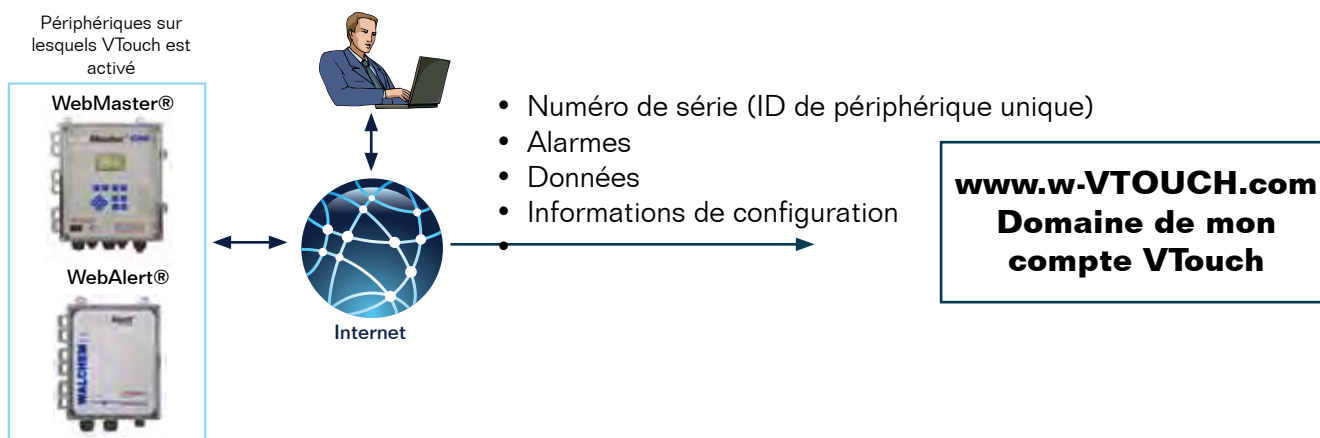 Périphériques sur
lesquels VTouch est
activé
WebMaster®
WebAlert®
WALCHEM
Internet
• Numéro de série (ID de périphérique unique)
• Alarmes
• Données
• Informations de configuration
•
www.w-VTOUCH.com
Domaine de mon
compte VTouch